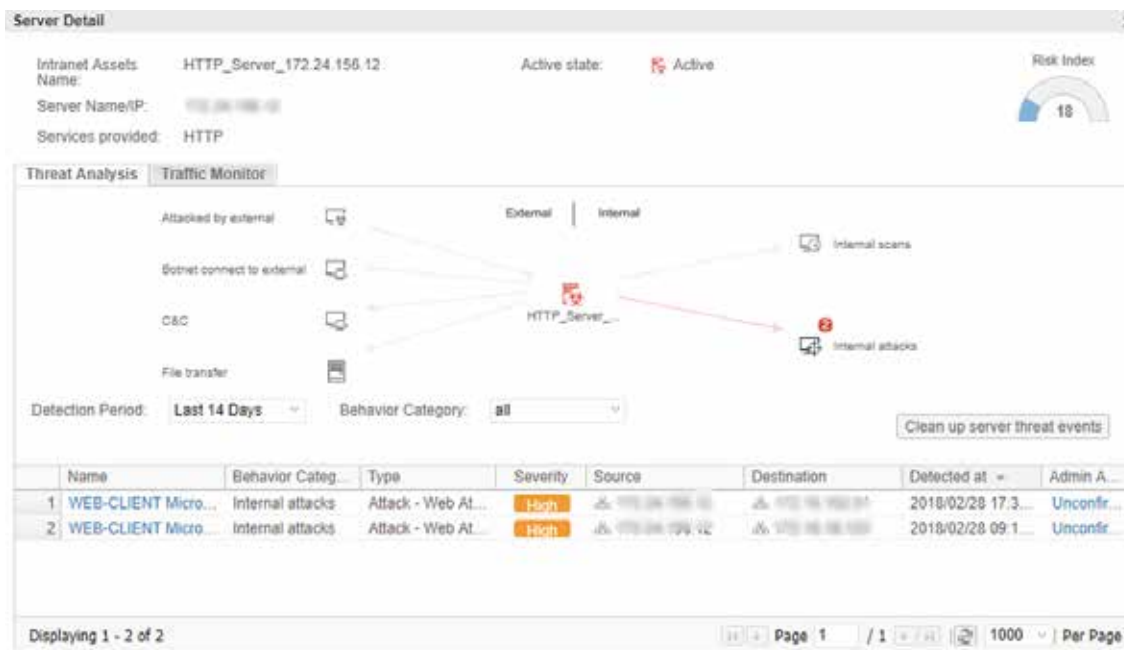 Server Detail
Intranet Assets Name: HTTP_Server_172.24.156.12 Active state: Active Risk Index
Server Name/IP: 18
Services provided: HTTP
Threat Analysis Traffic Monitor
Attacked by external External Internal
Internal scans
Botnet connect to external
HTTP_Server_...
C&C
2
Internal attacks
File transfer
Detection Period: Last 14 Days Behavior Category: all
Clean up server threat events
Name Behavior Categ... Type Severity Source Destination Detected at Admin A...
1 WEB-CLIENT Micro... Internal attacks Attack - Web At... High 2018/02/28 17:3... Unconfir...
2 WEB-CLIENT Micro... Internal attacks Attack - Web At... High 2018/02/28 09:1... Unconfir...
Displaying 1 - 2 of 2 Page 1 / 1 1000 Per Page